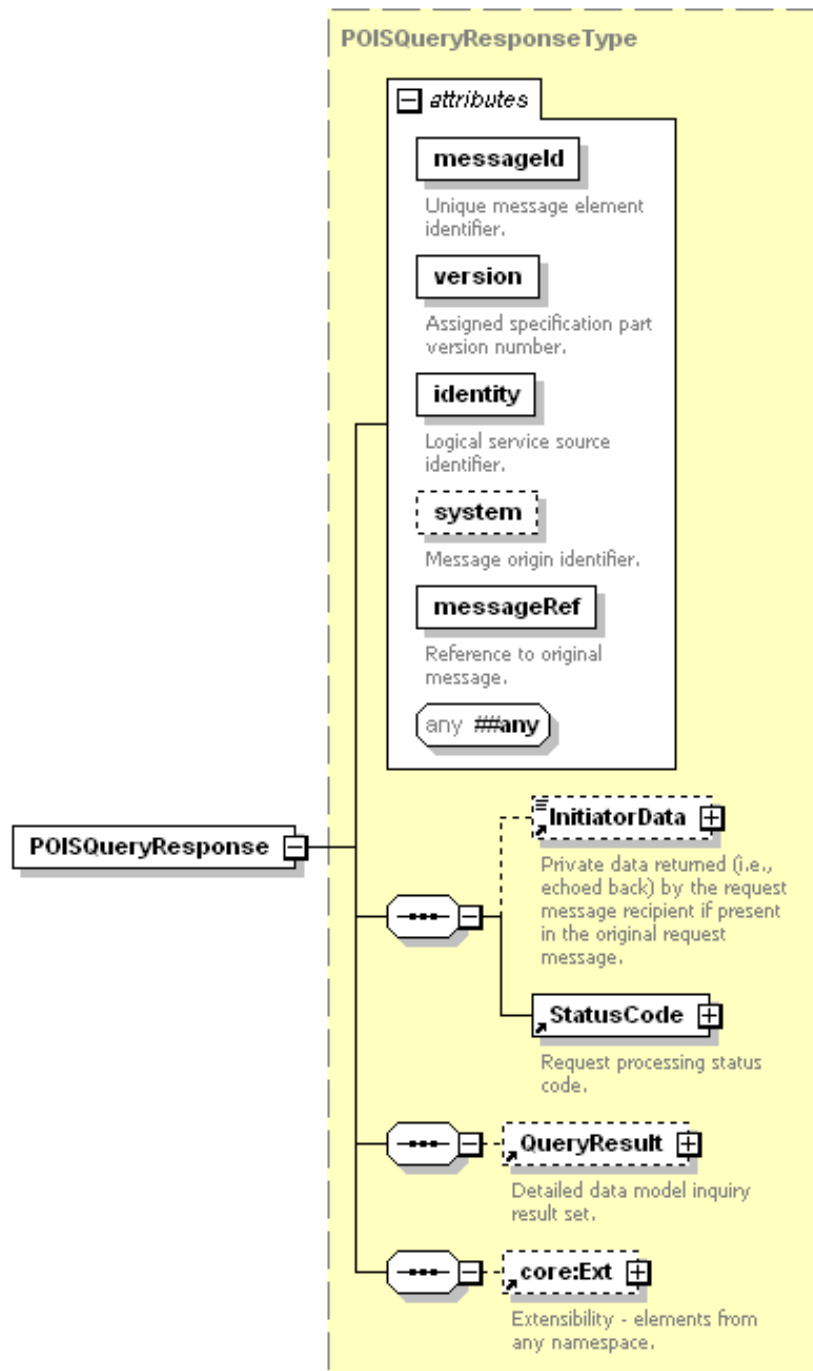 POISQueryResponseType
attributes
messageId
Unique message element
identifier.
version
Assigned specification part
version number.
identity
Logical service source
identifier.
system
Message origin identifier.
messageRef
Reference to original
message.
any ##any
POISQueryResponse
InitiatorData
Private data returned (i.e.,
echoed back) by the request
message recipient if present
in the original request
message.
StatusCode
Request processing status
code.
QueryResult
Detailed data model inquiry
result set.
core:Ext
Extensibility - elements from
any namespace.